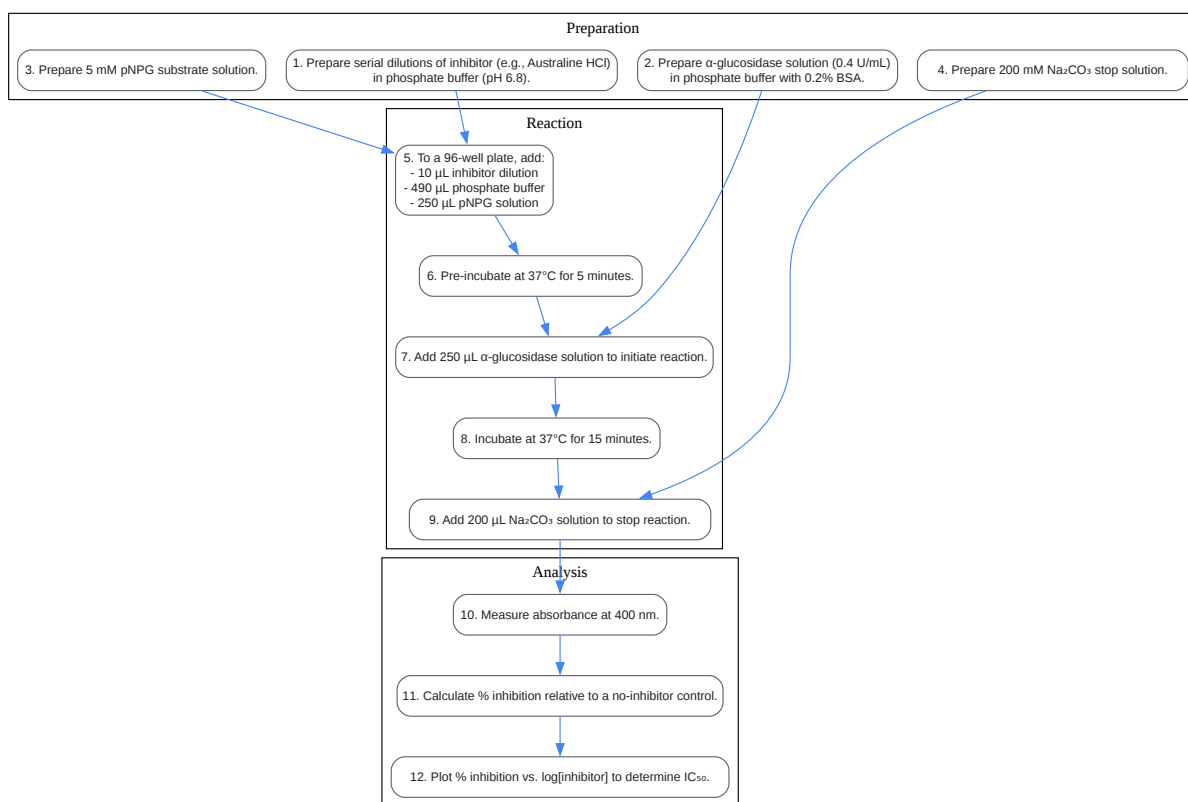 Preparation
3. Prepare 5 mM pNPG substrate solution.
1. Prepare serial dilutions of inhibitor (e.g., Australine HCl)
in phosphate buffer (pH 6.8).
2. Prepare α-glucosidase solution (0.4 U/mL)
in phosphate buffer with 0.2% BSA.
4. Prepare 200 mM Na₂CO₃ stop solution.
Reaction
5. To a 96-well plate, add:
- 10 µL inhibitor dilution
- 490 µL phosphate buffer
- 250 µL pNPG solution
6. Pre-incubate at 37°C for 5 minutes.
7. Add 250 µL α-glucosidase solution to initiate reaction.
8. Incubate at 37°C for 15 minutes.
9. Add 200 µL Na₂CO₃ solution to stop reaction.
Analysis
10. Measure absorbance at 400 nm.
11. Calculate % inhibition relative to a no-inhibitor control.
12. Plot % inhibition vs. log[inhibitor] to determine IC₅₀.